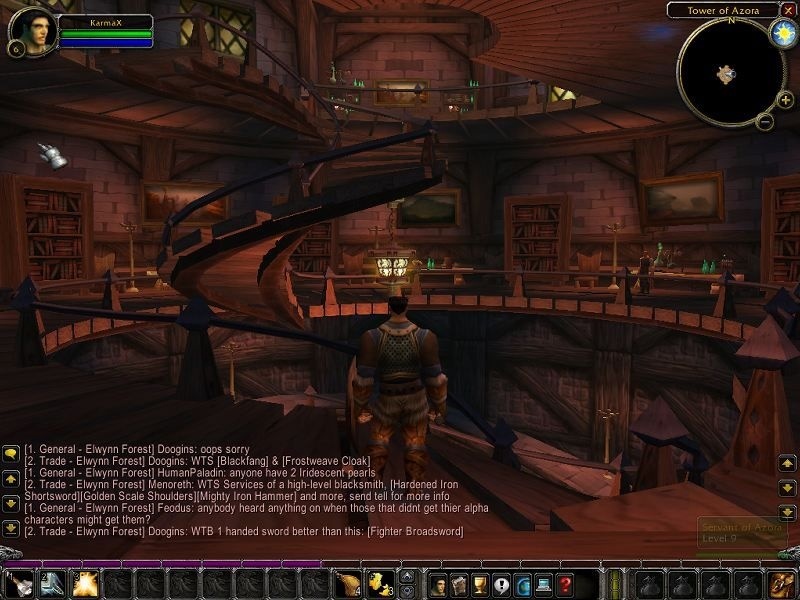 KarmaX
6
Tower of Azora
N
[1. General - Elwynn Forest] Doogins: oops sorry
[2. Trade - Elwynn Forest] Doogins: WTS [Blackfang] & [Frostweave Cloak]
[1. General - Elwynn Forest] HumanPaladin: anyone have 2 Iridescent pearls
[2. Trade - Elwynn Forest] Menoreth: WTS Services of a high-level blacksmith, [Hardened Iron
Shortsword][Golden Scale Shoulders][Mighty Iron Hammer] and more, send tell for more info
[1. General - Elwynn Forest] Feodus: anybody heard anything on when those that didnt get thier alpha
characters might get them?
[2. Trade - Elwynn Forest] Doogins: WTB 1 handed sword better than this: [Fighter Broadsword]
Servant of Azora
Level 9